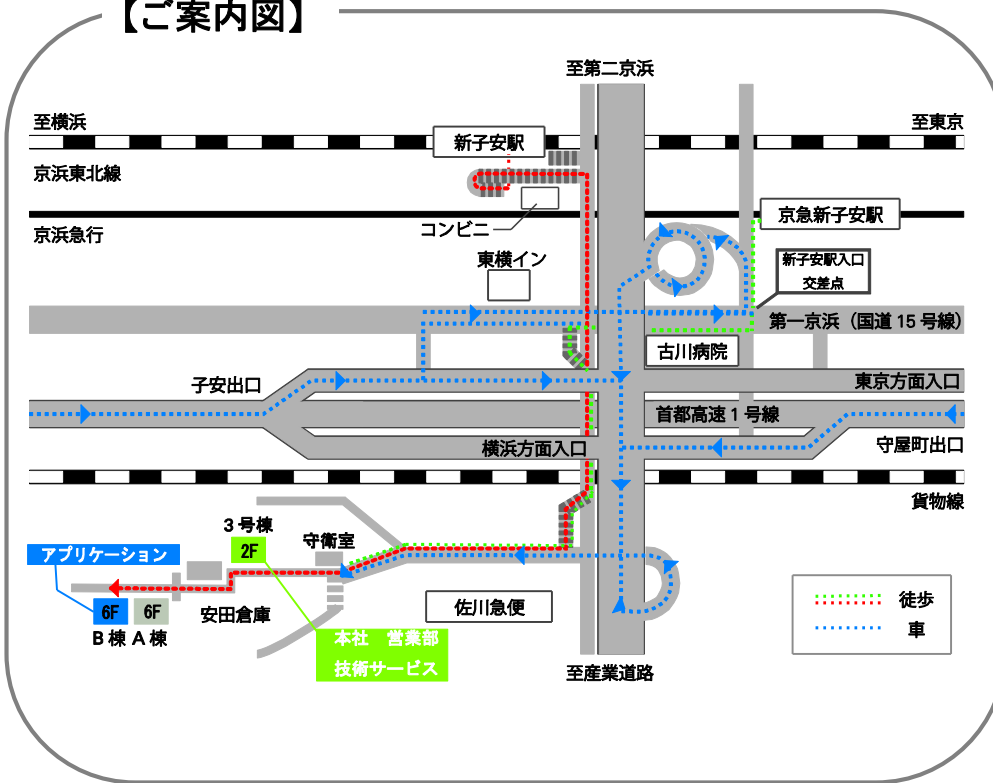 【ご案内図】
至第二京浜
至横浜
至東京
新子安駅
京浜東北線
京急新子安駅
コンビニ
京浜急行
東横イン
新子安駅入口
交差点
第一京浜（国道 15 号線）
古川病院
子安出口
東京方面入口
首都高速 1 号線
横浜方面入口
守屋町出口
貨物線
3 号棟
守衛室
アプリケーション
2F
6F
6F
安田倉庫
佐川急便
徒歩
車
B 棟
A 棟
本社 営業部
技術サービス
至産業道路